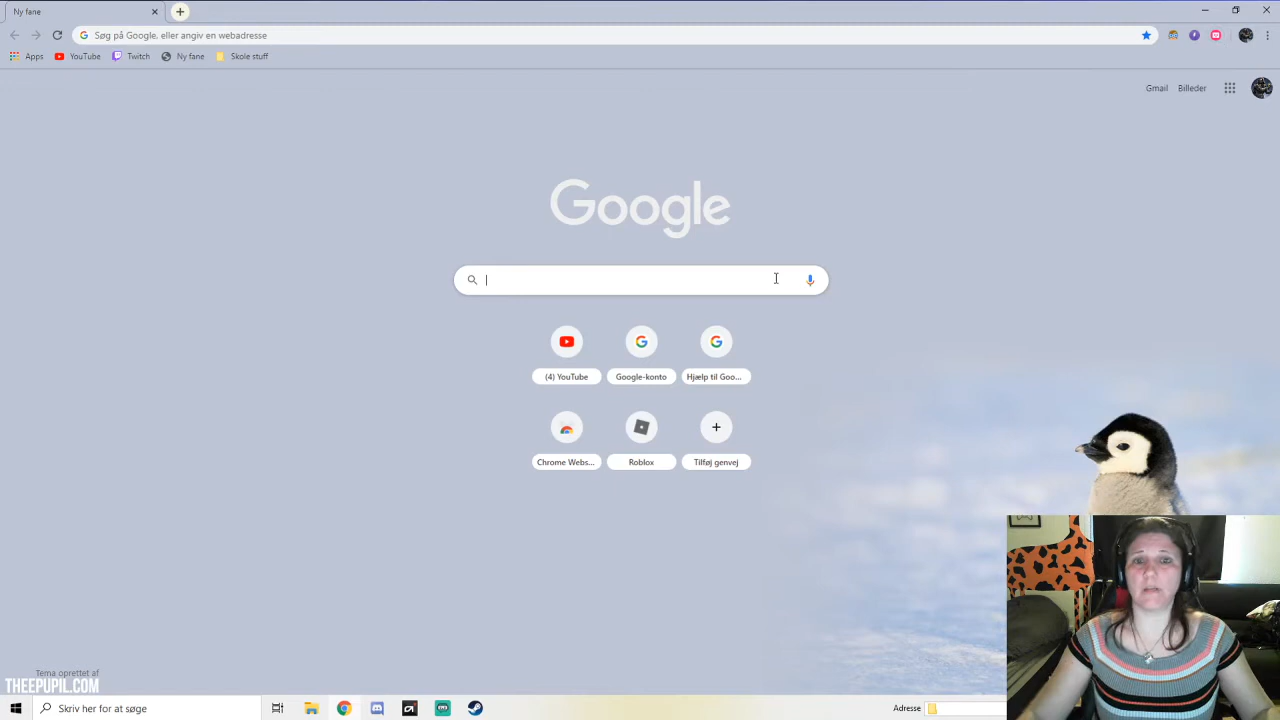 Ny fane
Søg på Google, eller angiv en webadresse
Apps YouTube Twitch Ny fane Skole stuff
Gmail Billeder
Google
(4) YouTube Google-konto Hjælp til Goo...
Chrome Webs... Roblox Tilføj genvej
Tema oprettet af
THEEPUPIL.COM
Skriv her for at søge
Adresse